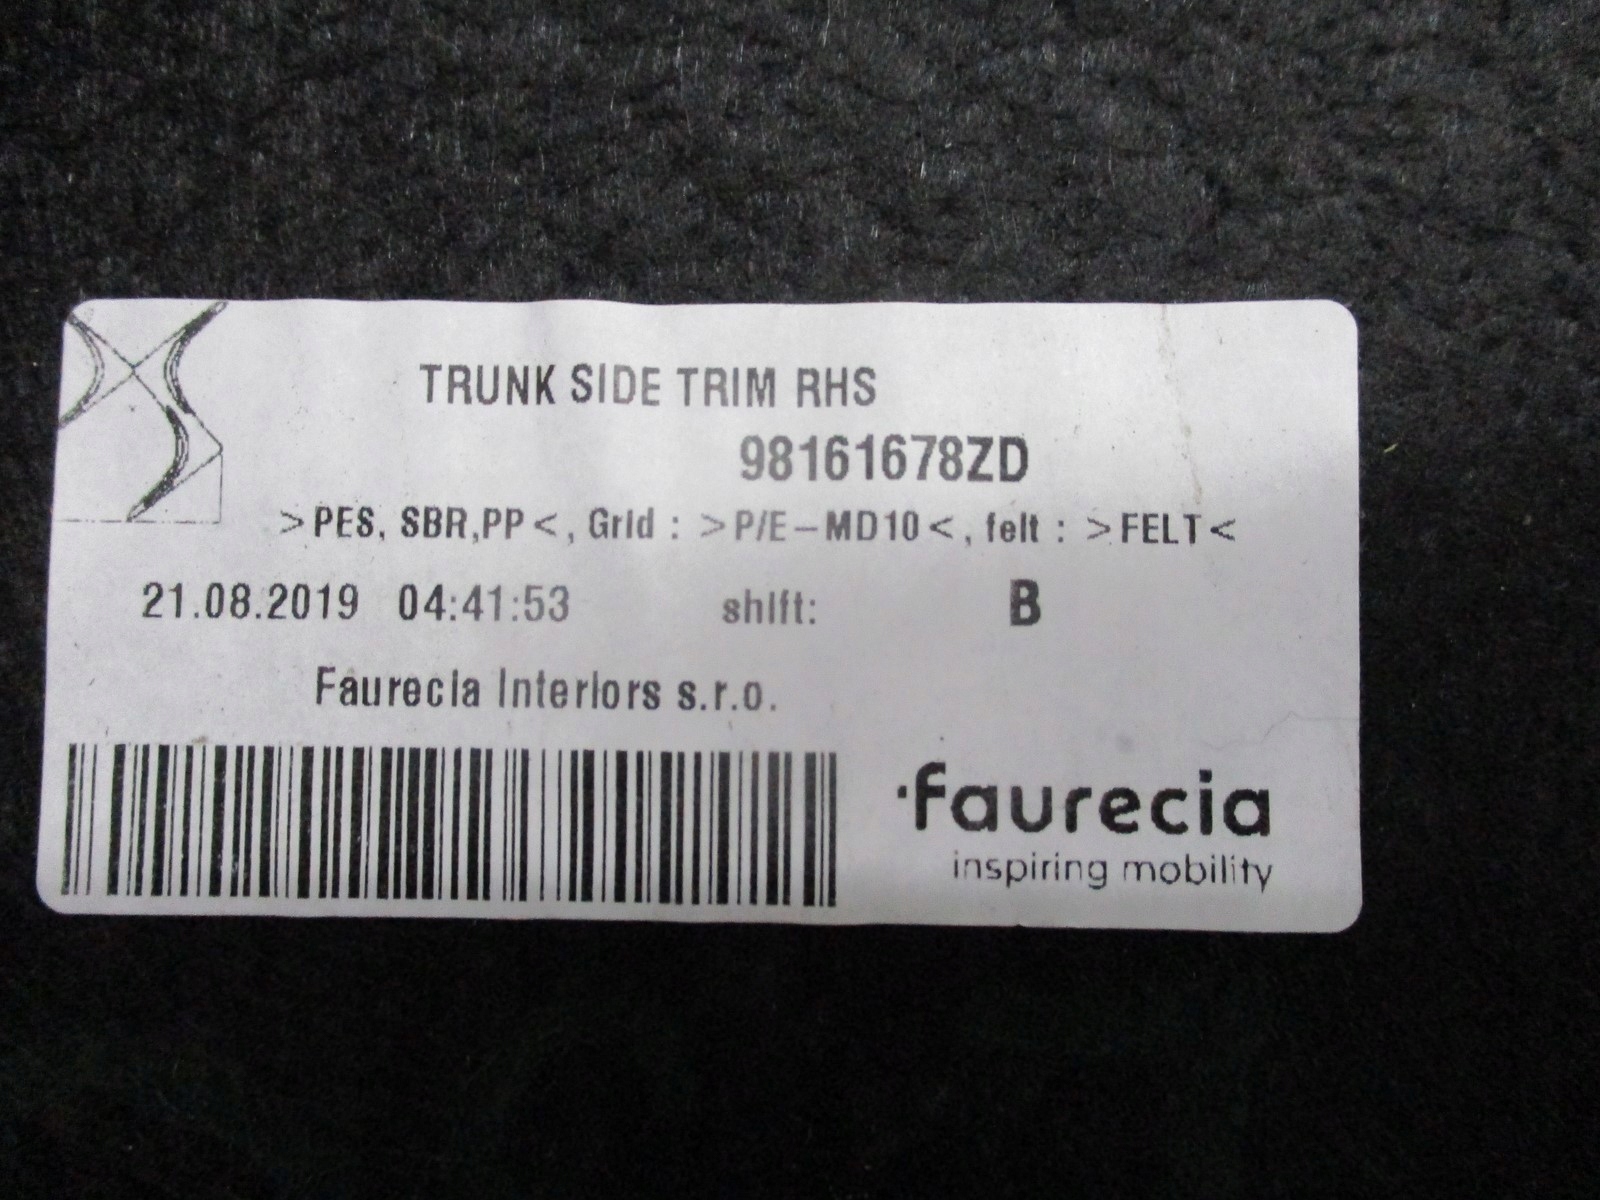 TRUNK SIDE TRIM RHS
98161678ZD
>PES, SBR,PP<, Grid : >P/E-MD10<, felt : >FELT<
21.08.2019 04:41:53 shift: B
Faurecia Interiors s.r.o.
faurecia
inspiring mobility